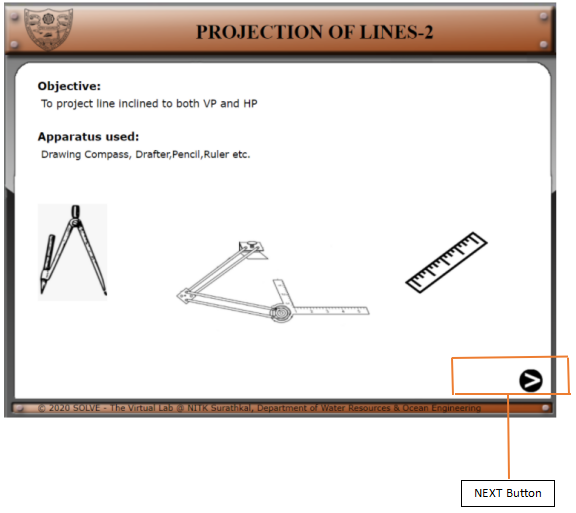 PROJECTION OF LINES-2
Objective:
To project line inclined to both VP and HP
Apparatus used:
Drawing Compass, Drafter,Pencil,Ruler etc.
© 2020 SOLVE - The Virtual Lab @ NITK Surathkal, Department of Water Resources & Ocean Engineering
NEXT Button